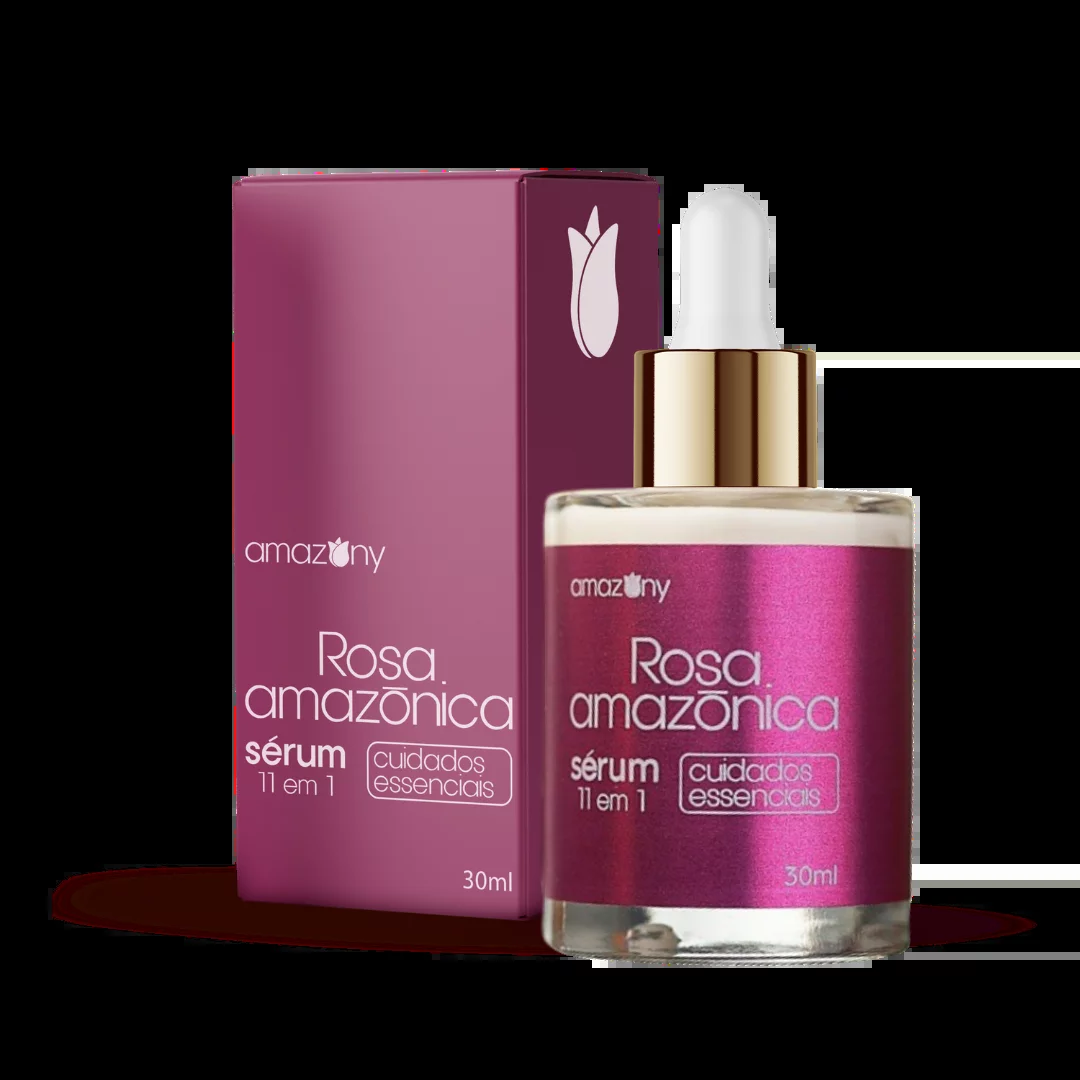 amazony
Rosa
amazōnica
sérum
11 em 1
cuidados
essenciais
30ml
amazony
Rosa
amazōnica
sérum
11 em 1
cuidados
essenciais
30ml